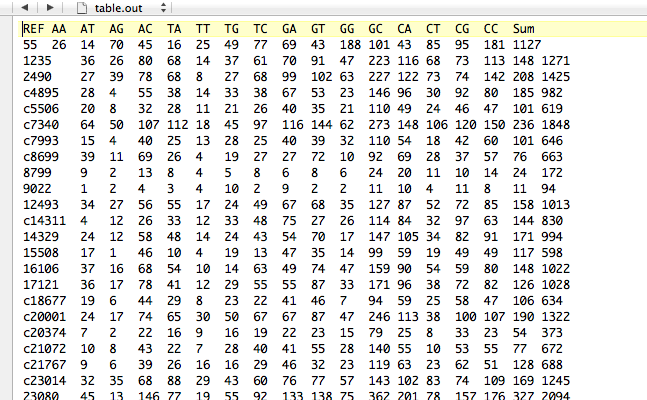 table.out
REF AA AT AG AC TA TT TG TC GA GT GG GC CA CT CG CC Sum
55 26 14 70 45 16 25 49 77 69 43 188 101 43 85 95 181 1127
1235 36 26 80 68 14 37 61 70 91 47 223 116 68 73 113 148 1271
2490 27 39 78 68 8 27 68 99 102 63 227 122 73 74 142 208 1425
c4895 28 4 55 38 14 33 38 67 53 23 146 96 30 92 80 185 982
c5506 20 8 32 28 11 21 26 40 35 21 110 49 24 46 47 101 619
c7340 64 50 107 112 18 45 97 116 144 62 273 148 106 120 150 236 1848
c7993 15 4 40 25 13 28 25 40 39 32 110 54 18 42 60 101 646
c8699 39 11 69 26 4 19 27 27 72 10 92 69 28 37 57 76 663
8799 9 2 13 8 4 5 8 6 8 6 24 20 11 10 14 24 172
9022 1 2 4 3 4 10 2 9 2 2 11 10 4 11 8 11 94
12493 34 27 56 55 17 24 49 67 68 35 127 87 52 72 85 158 1013
c14311 4 12 26 33 12 33 48 75 27 26 114 84 32 97 63 144 830
14329 24 12 58 48 14 24 43 54 70 17 147 105 34 82 91 171 994
15508 17 1 46 10 4 19 13 47 35 14 99 59 19 49 49 117 598
16106 37 16 68 54 10 14 63 49 74 47 159 90 54 59 80 148 1022
17121 36 17 78 41 12 29 55 55 87 33 171 96 38 72 82 126 1028
c18677 19 6 44 29 8 23 22 41 46 7 94 59 25 58 47 106 634
c20001 24 17 74 65 30 50 67 67 87 47 246 113 38 100 107 190 1322
c20374 7 2 22 16 9 16 19 22 23 15 79 25 8 33 23 54 373
c21072 10 8 43 22 7 28 40 41 55 28 140 55 10 53 55 77 672
c21767 9 6 39 26 16 16 29 46 32 23 119 63 23 62 51 128 688
c23014 32 35 68 88 29 43 60 76 77 57 143 102 83 74 109 169 1245
23080 45 13 146 77 19 55 92 133 138 75 362 201 78 157 176 327 2094